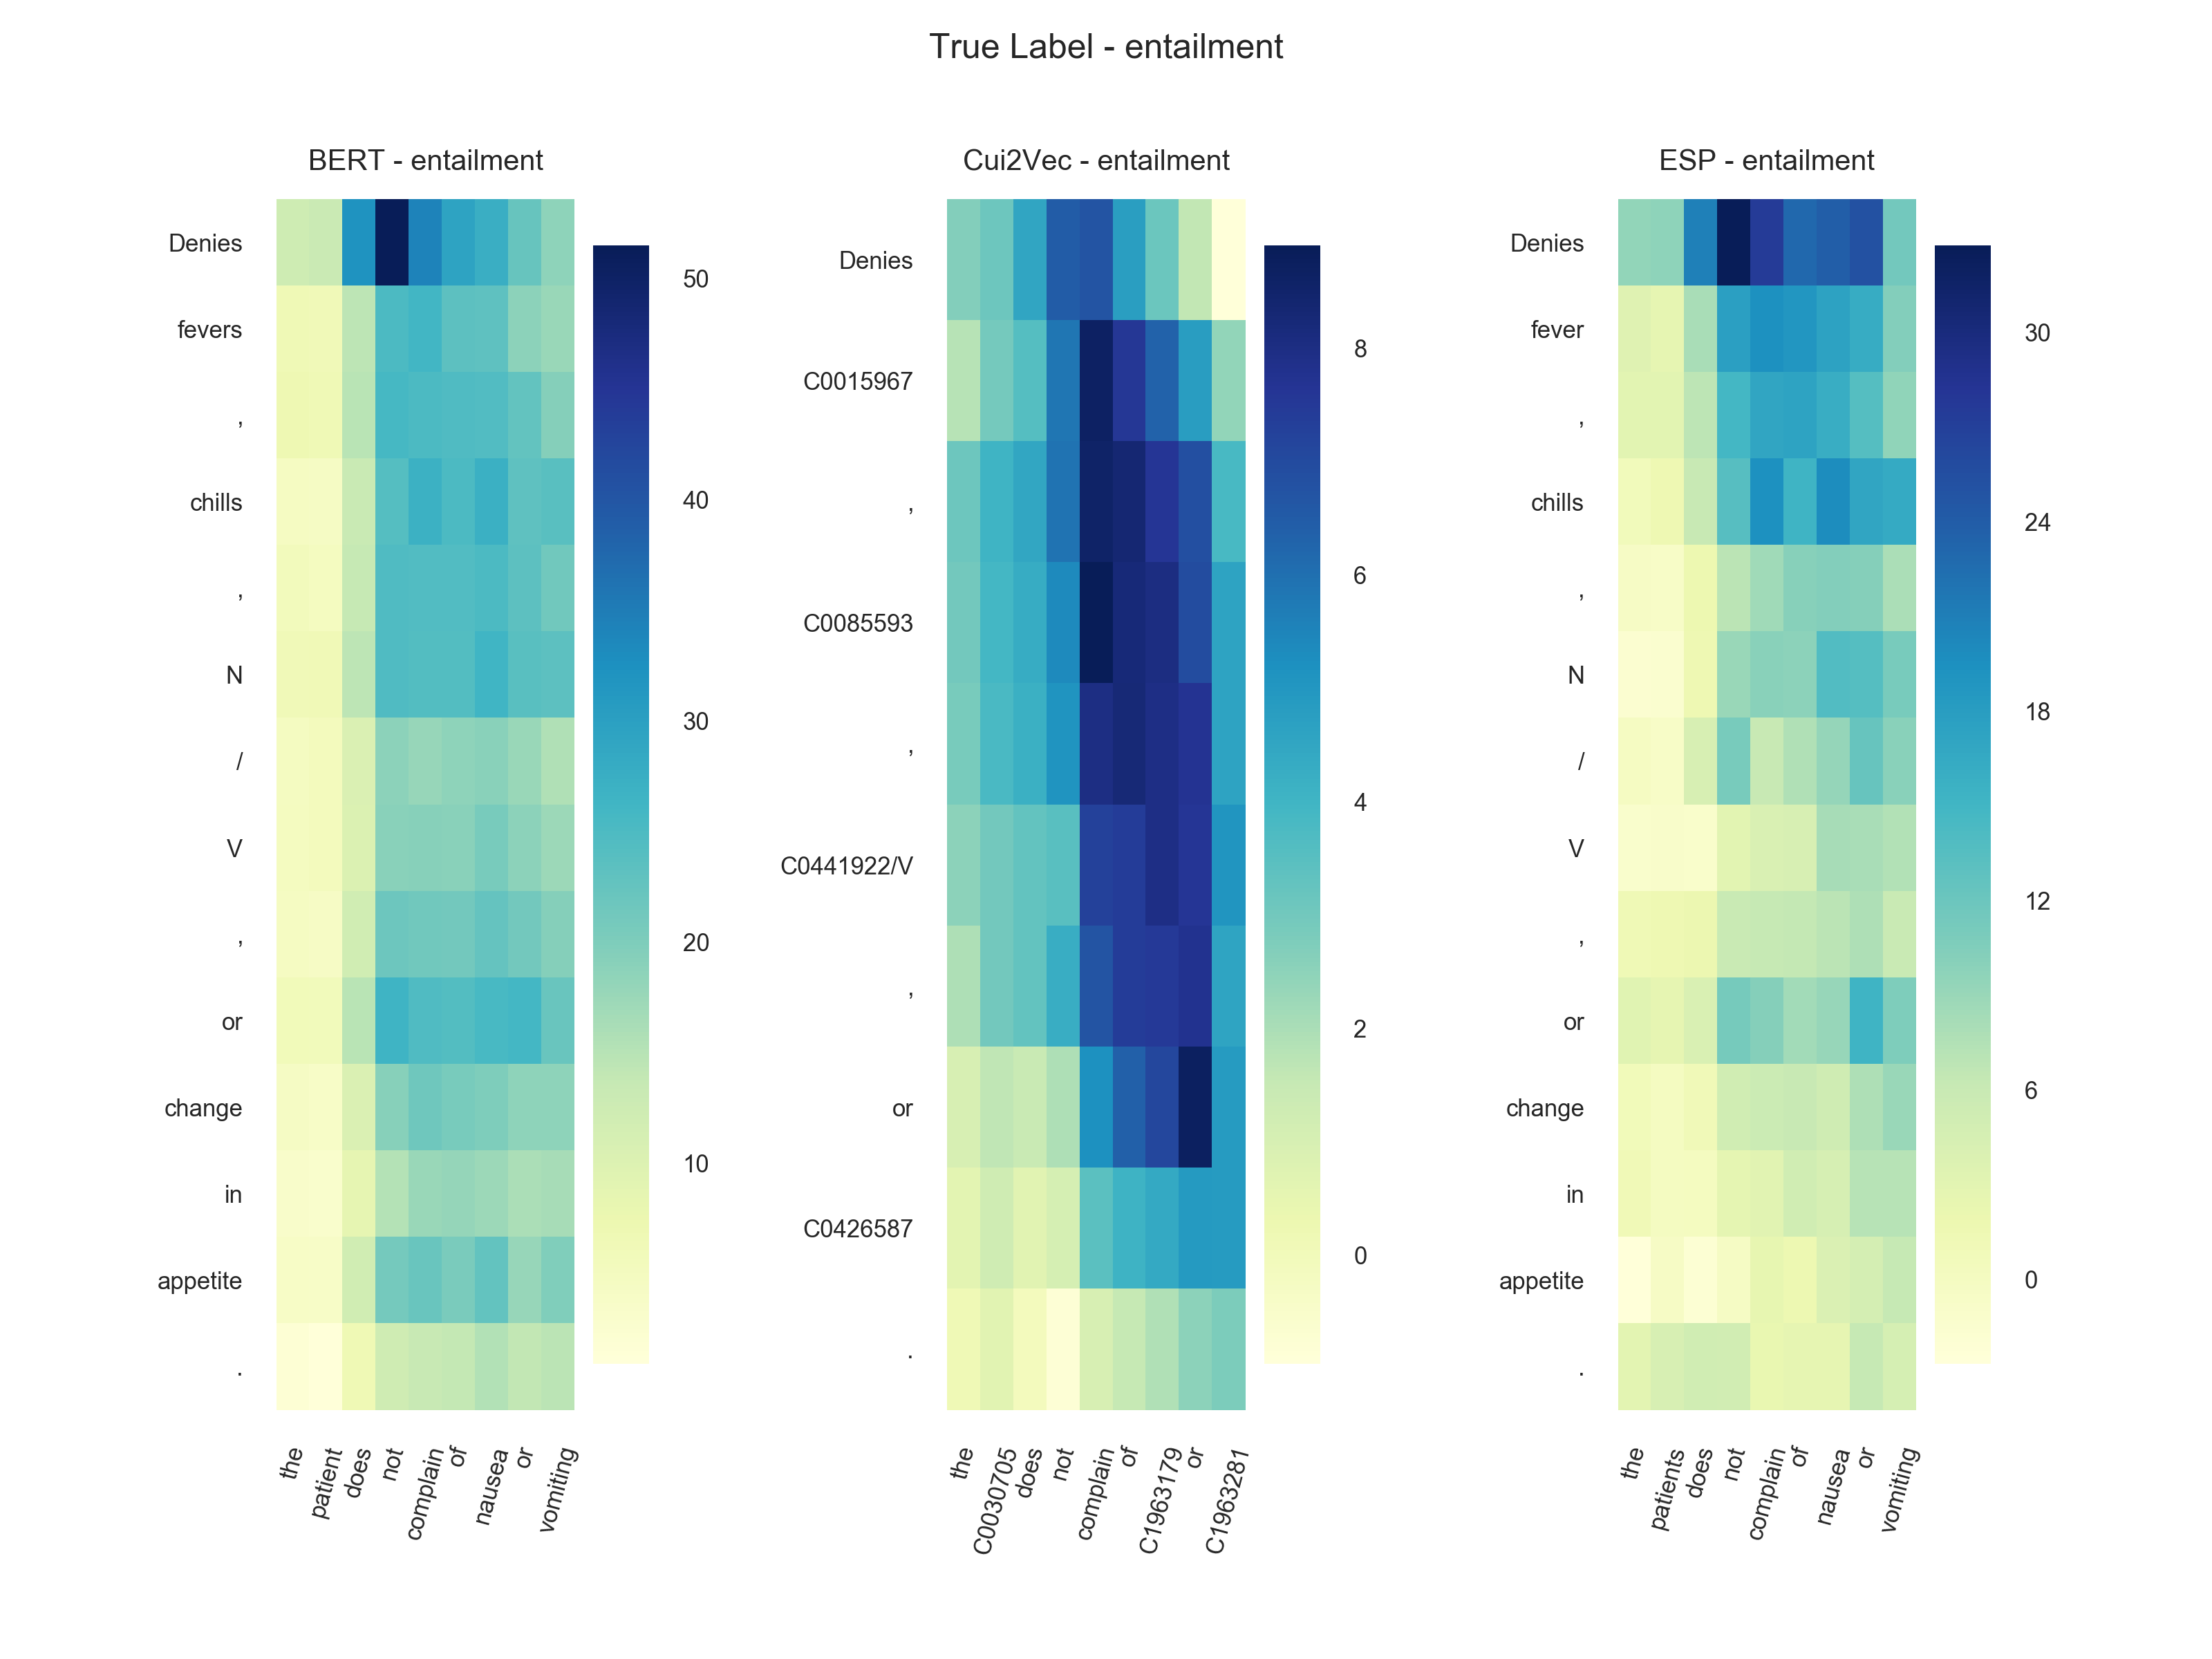 True Label - entailment
BERT - entailment
Denies
fevers
,
chills
,
N
/
V
,
or
change
in
appetite
.
the
patient
does
not
complain
of
nausea
or
vomiting
50
40
30
20
10
Cui2Vec - entailment
Denies
C0015967
,
C0085593
,
C0441922/V
,
or
C0426587
.
the
C0030705
does
not
complain
of
C1963179
or
C1963281
8
6
4
2
0
ESP - entailment
Denies
fever
,
chills
,
N
/
V
,
or
change
in
appetite
.
the
patients
does
not
complain
of
nausea
or
vomiting
30
24
18
12
6
0